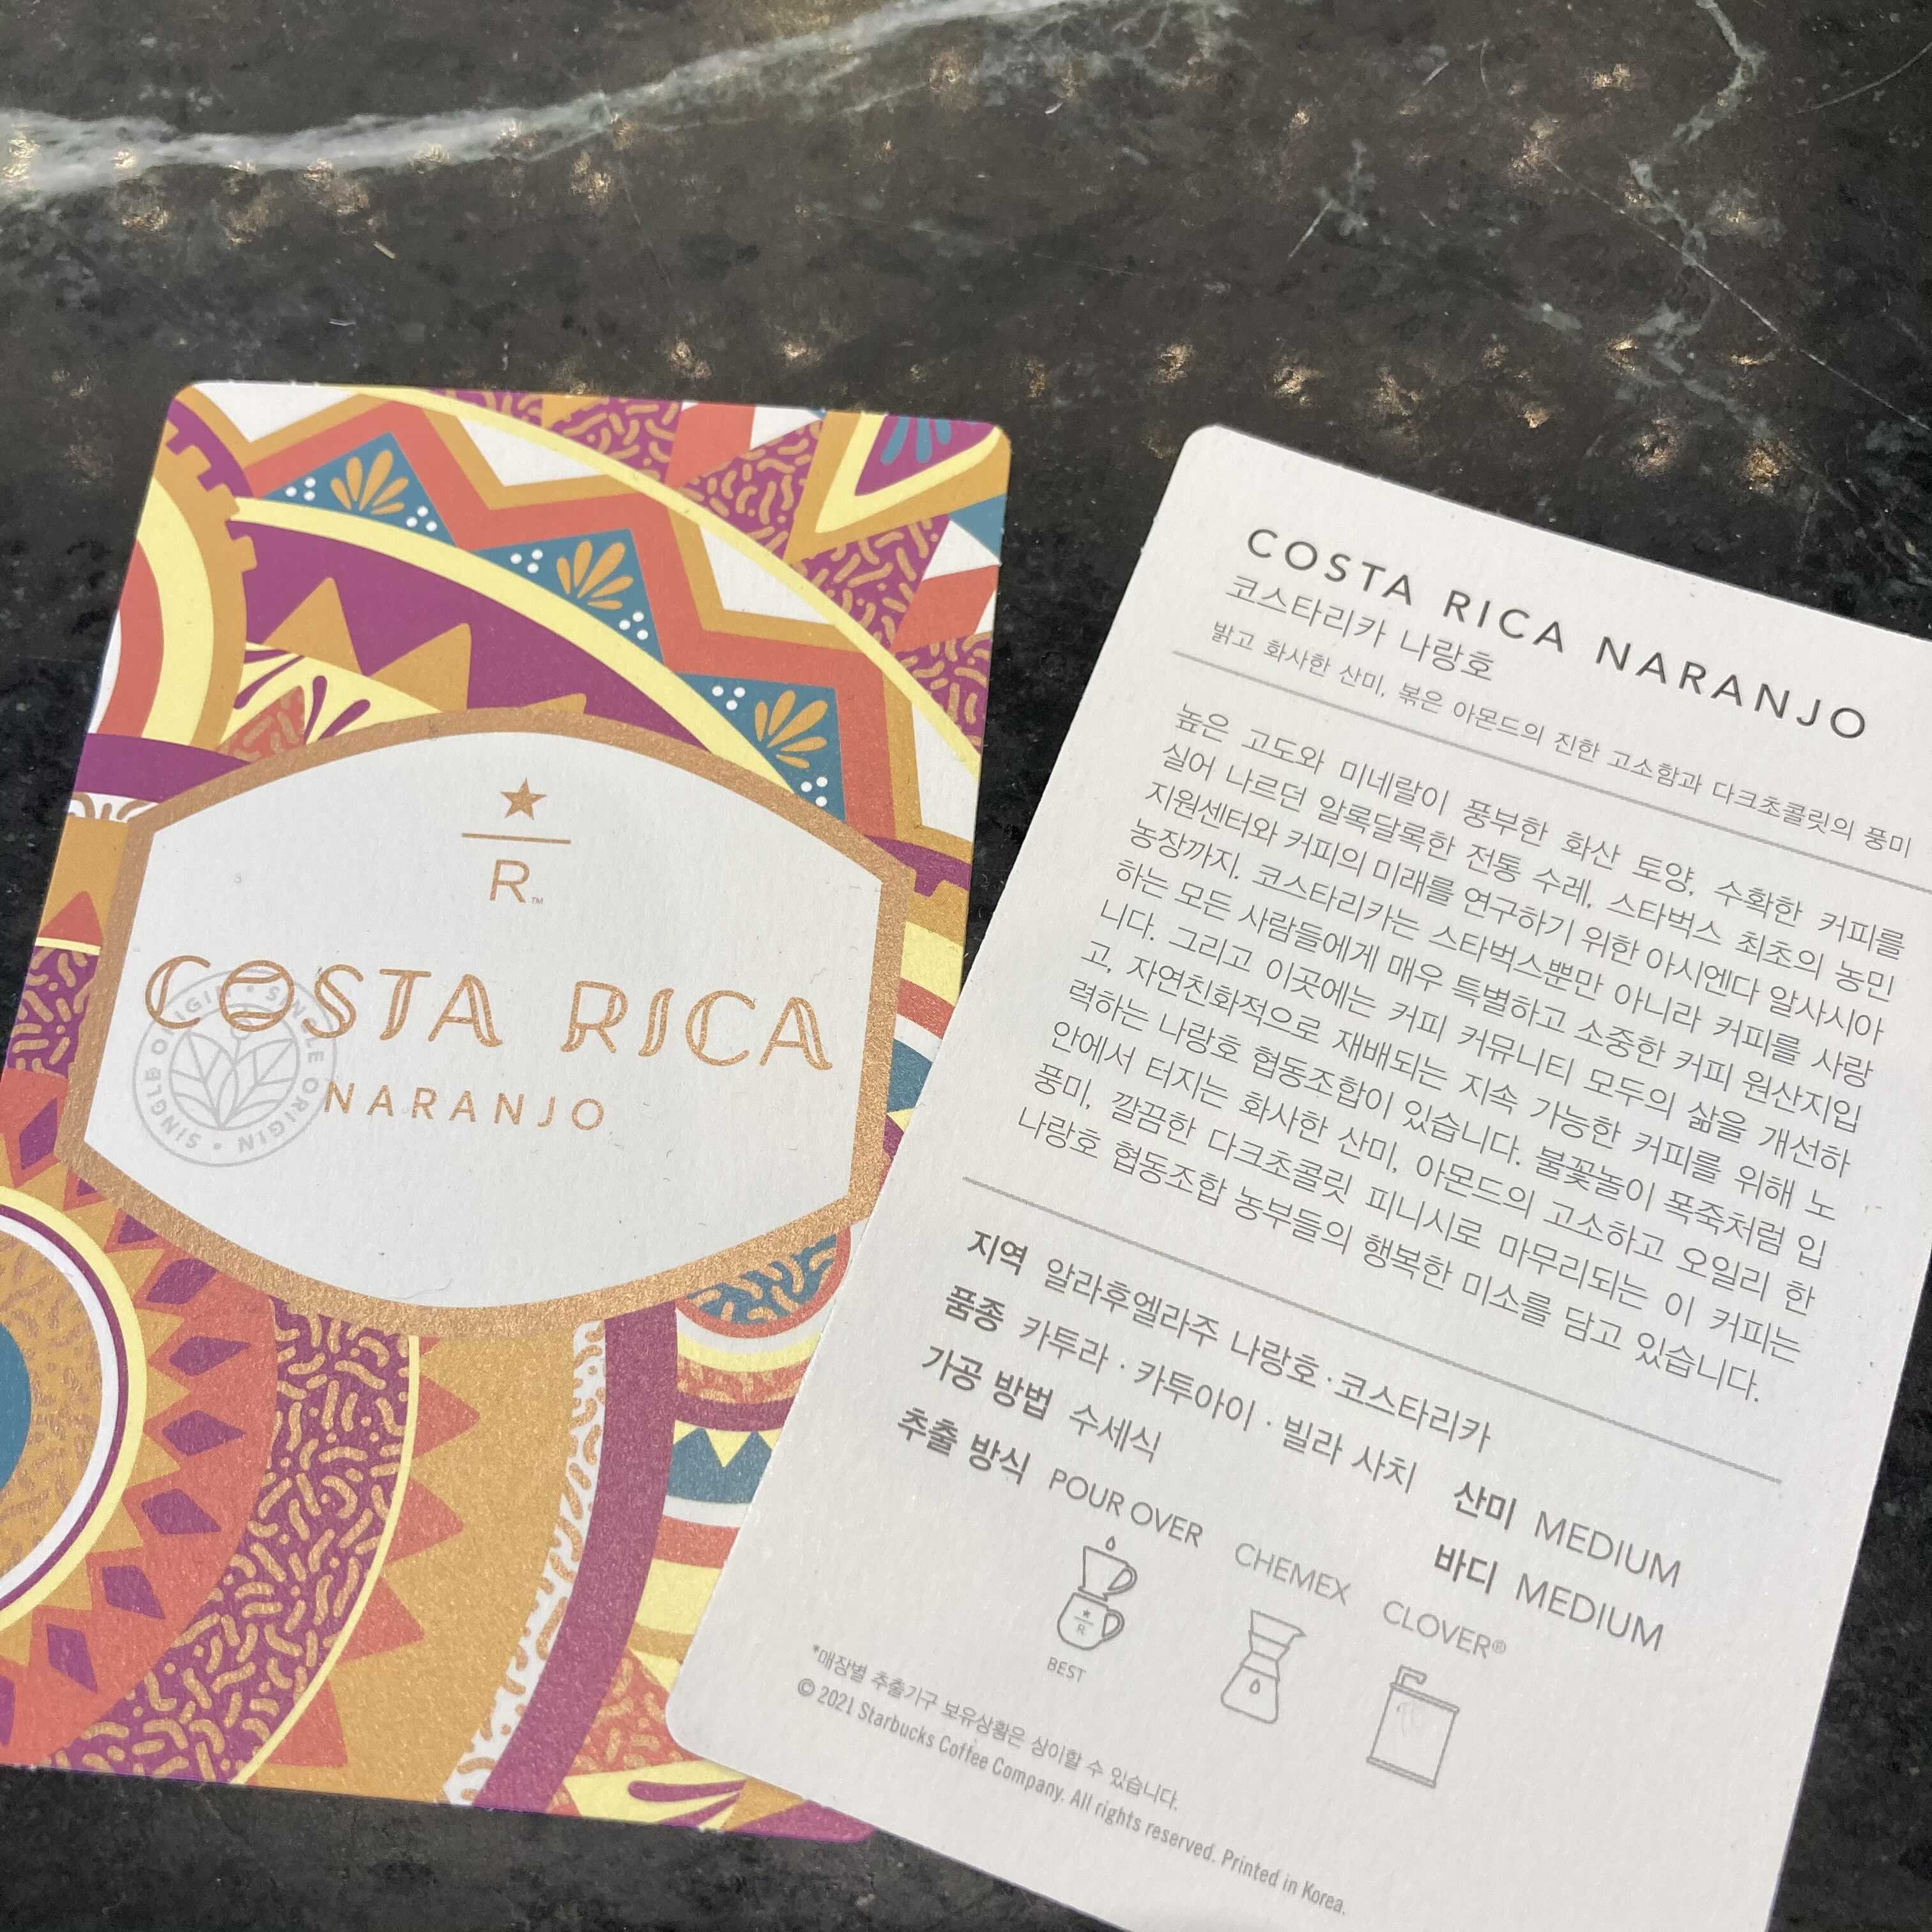 R™
COSTA RICA
NARANJO
SINGLE ORIGIN • SINGLE ORIGIN •
COSTA RICA NARANJO
코스타리카 나랑호
밝고 화사한 산미, 볶은 아몬드의 진한 고소함과 다크초콜릿의 풍미
높은 고도와 미네랄이 풍부한 화산 토양, 수확한 커피를
실어 나르던 알록달록한 전통 수레, 스타벅스 최초의 농민
지원센터와 커피의 미래를 연구하기 위한 아시엔다 알사시아
농장까지. 코스타리카는 스타벅스뿐만 아니라 커피를 사랑
하는 모든 사람들에게 매우 특별하고 소중한 커피 원산지입
니다. 그리고 이곳에는 커피 커뮤니티 모두의 삶을 개선하
고, 자연친화적으로 재배되는 지속 가능한 커피를 위해 노
력하는 나랑호 협동조합이 있습니다. 불꽃놀이 폭죽처럼 입
안에서 터지는 화사한 산미, 아몬드의 고소하고 오일리 한
풍미, 깔끔한 다크초콜릿 피니시로 마무리되는 이 커피는
나랑호 협동조합 농부들의 행복한 미소를 담고 있습니다.
지역 알라후엘라주 나랑호·코스타리카
품종 카투라 · 카투아이 · 빌라 사치 산미 MEDIUM
가공 방법 수세식 바디 MEDIUM
추출 방식 POUR OVER CHEMEX CLOVER®
R
BEST
*매장별 추출기구 보유상황은 상이할 수 있습니다.
© 2021 Starbucks Coffee Company. All rights reserved. Printed in Korea.